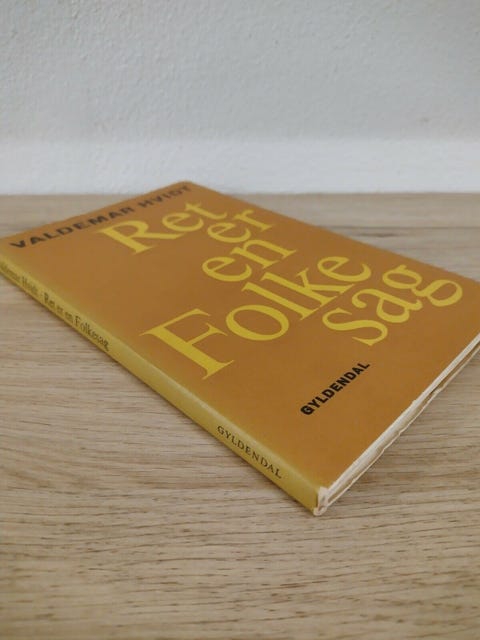 VALDEMAR HVIDT
Ret
er
en
Folke
sag
GYLDENDAL
Valdemar Hvidt · Ret er en Folkesag
GYLDENDAL